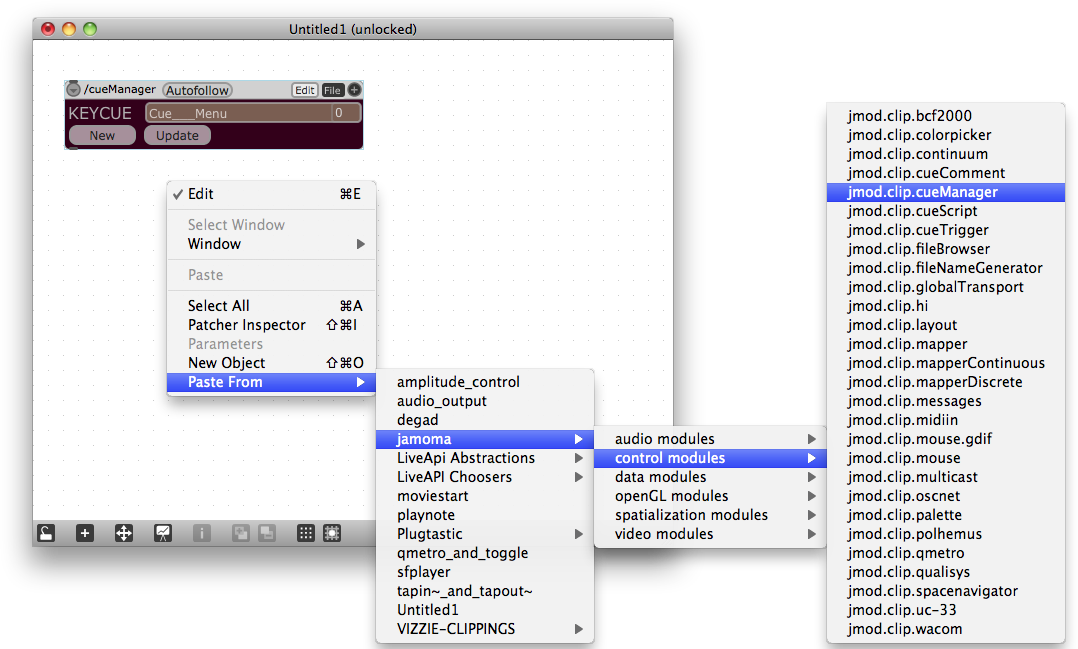 Untitled1 (unlocked)
/cueManager Autofollow Edit File +
KEYCUE Cue___Menu 0
New Update
✓ Edit ⌘E
Select Window
Window ▶
Paste
Select All ⌘A
Patcher Inspector ⇧⌘I
Parameters
New Object ⇧⌘O
Paste From ▶
amplitude_control
audio_output
degad
jamoma ▶
LiveApi Abstractions ▶
LiveAPI Choosers ▶
moviestart
playnote
Plugtastic ▶
qmetro_and_toggle
sfplayer
tapin~_and_tapout~
Untitled1
VIZZIE-CLIPPINGS ▶
audio modules ▶
control modules ▶
data modules ▶
openGL modules ▶
spatialization modules ▶
video modules ▶
jmod.clip.bcf2000
jmod.clip.colorpicker
jmod.clip.continuum
jmod.clip.cueComment
jmod.clip.cueManager
jmod.clip.cueScript
jmod.clip.cueTrigger
jmod.clip.fileBrowser
jmod.clip.fileNameGenerator
jmod.clip.globalTransport
jmod.clip.hi
jmod.clip.layout
jmod.clip.mapper
jmod.clip.mapperContinuous
jmod.clip.mapperDiscrete
jmod.clip.messages
jmod.clip.midiin
jmod.clip.mouse.gdif
jmod.clip.mouse
jmod.clip.multicast
jmod.clip.oscnet
jmod.clip.palette
jmod.clip.polhemus
jmod.clip.qmetro
jmod.clip.qualisys
jmod.clip.spacenavigator
jmod.clip.uc-33
jmod.clip.wacom